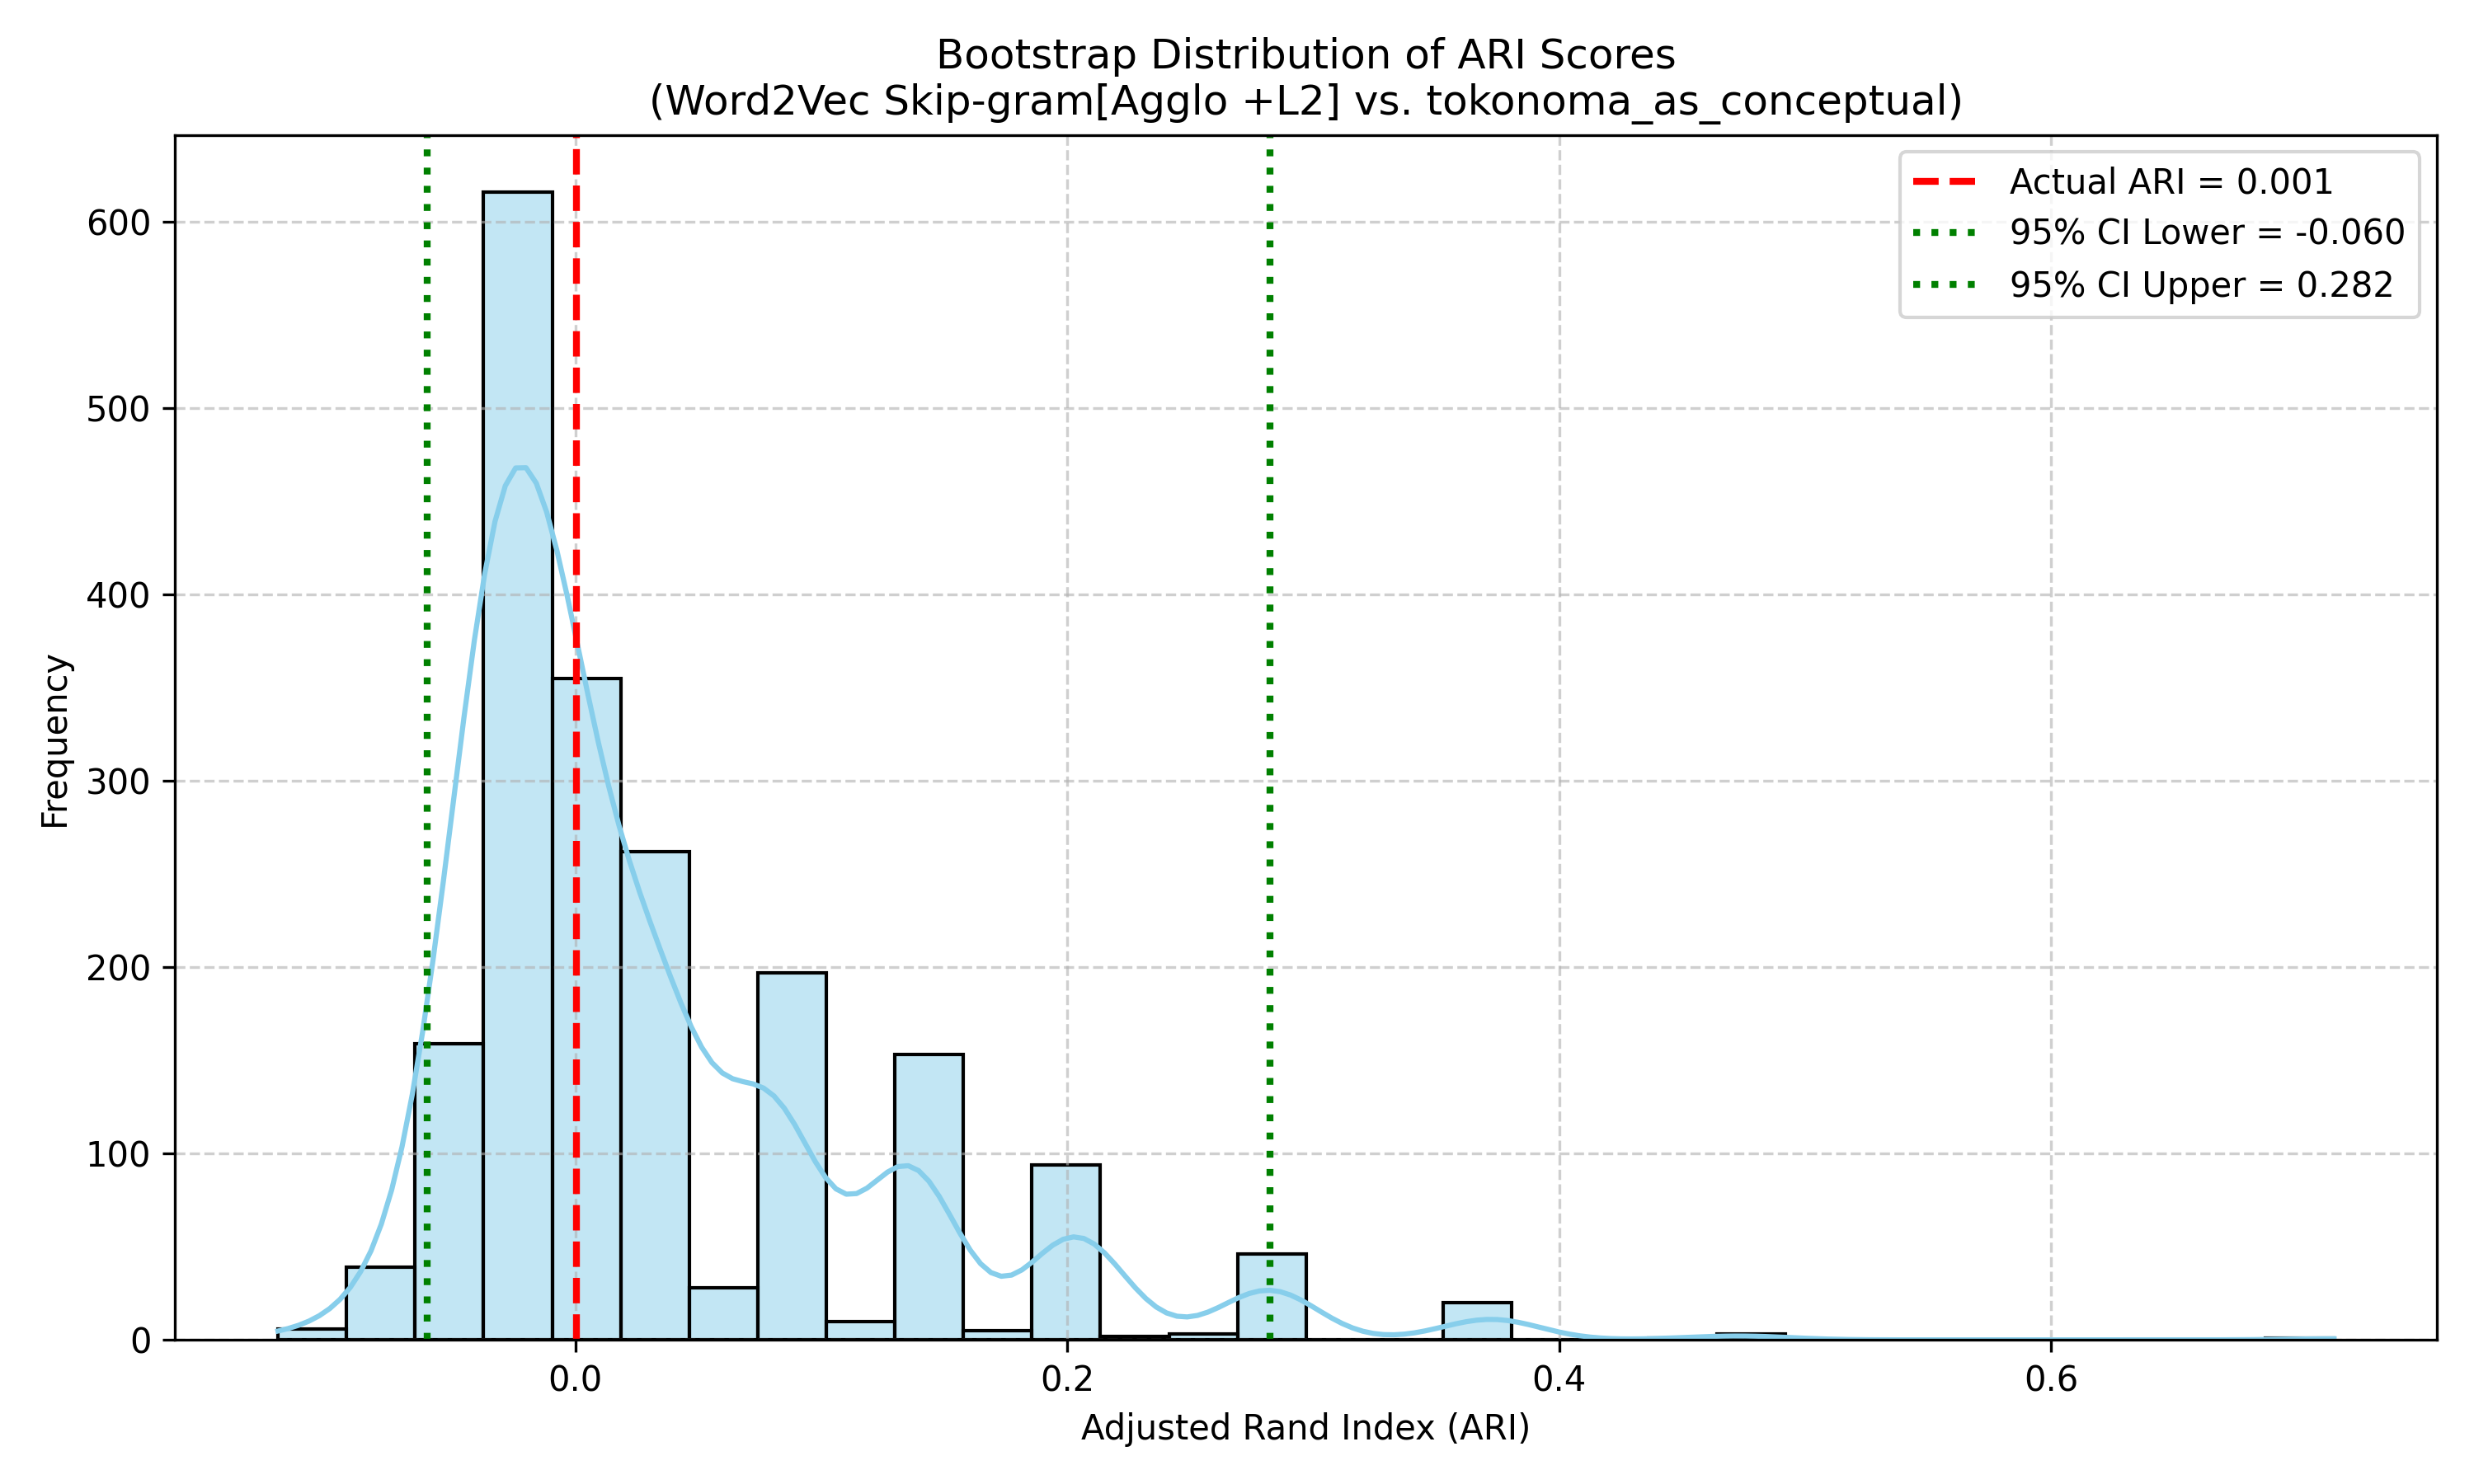 Bootstrap Distribution of ARI Scores
(Word2Vec Skip-gram[Agglo +L2] vs. tokonoma_as_conceptual)
Actual ARI = 0.001
95% CI Lower = -0.060
95% CI Upper = 0.282
Frequency
600
500
400
300
200
100
0
0.0
0.2
0.4
0.6
Adjusted Rand Index (ARI)